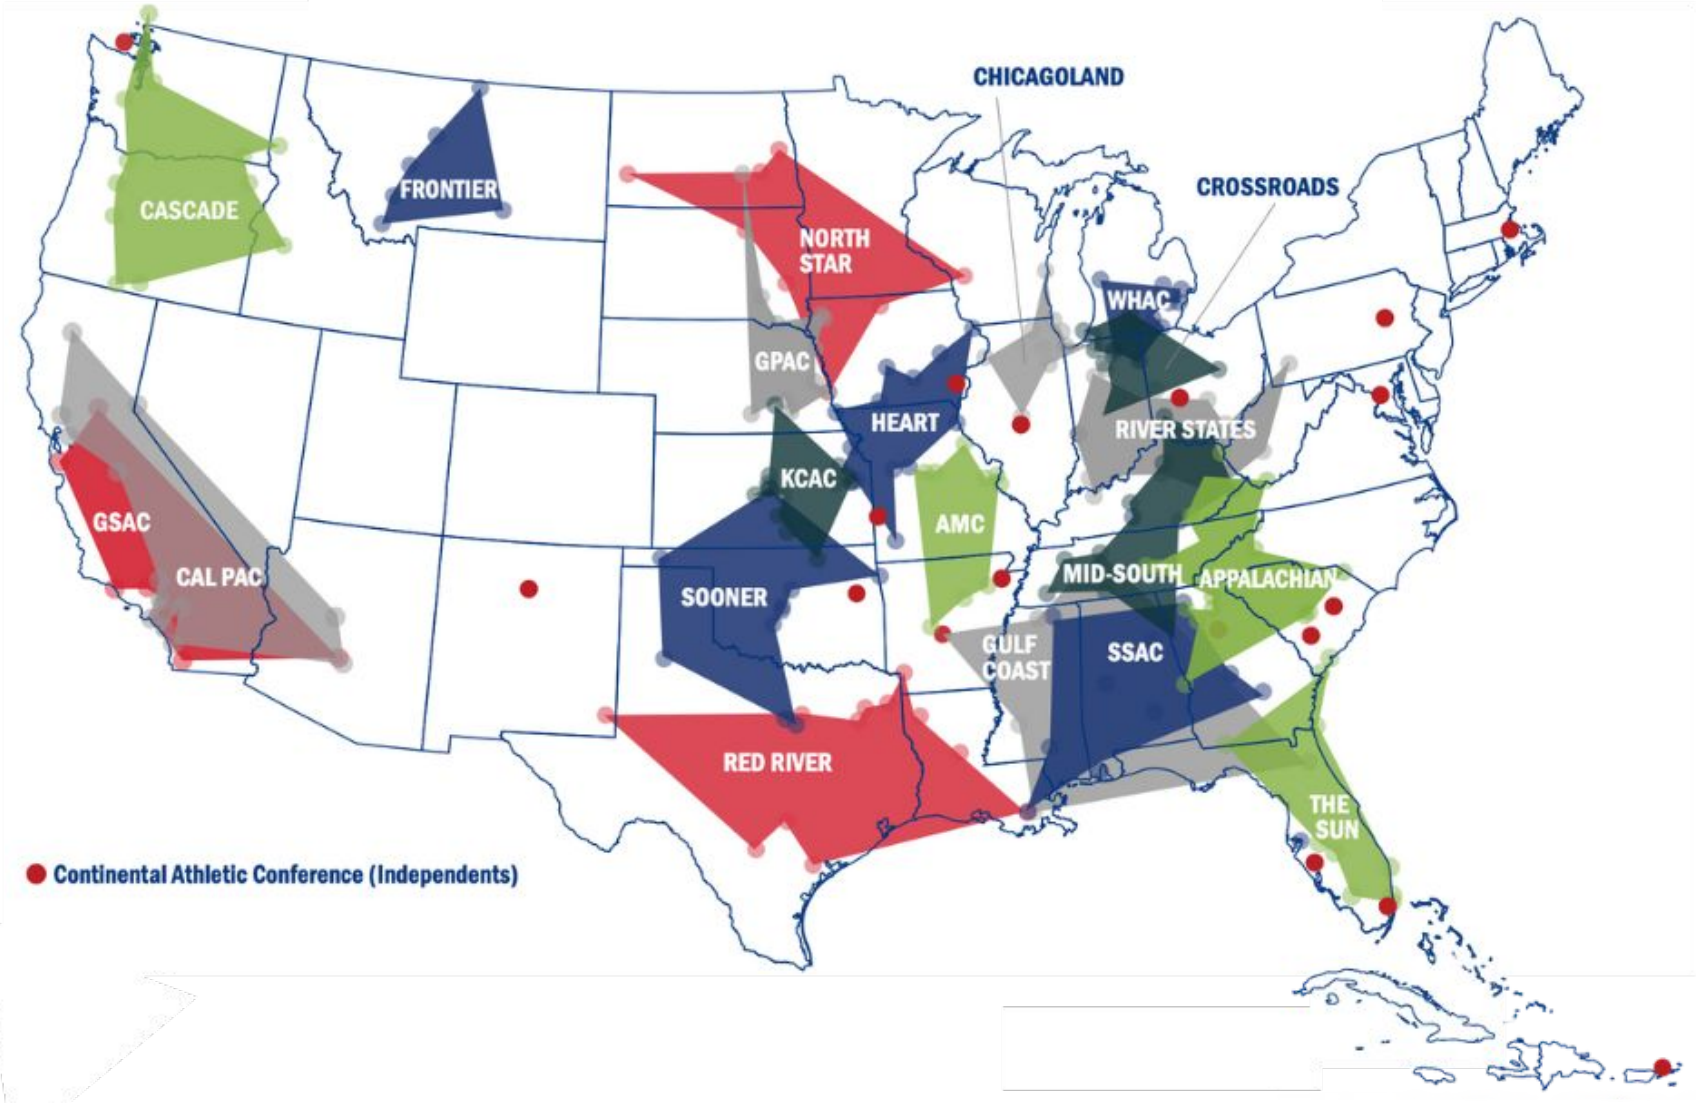 CHICAGOLAND
CROSSROADS
FRONTIER
CASCADE
NORTH
STAR
WHAC
GPAC
HEART
RIVER STATES
KCAC
GSAC
AMC
CAL PAC
MID-SOUTH
APPALACHIAN
SOONER
GULF
COAST
SSAC
RED RIVER
THE
SUN
Continental Athletic Conference (Independents)